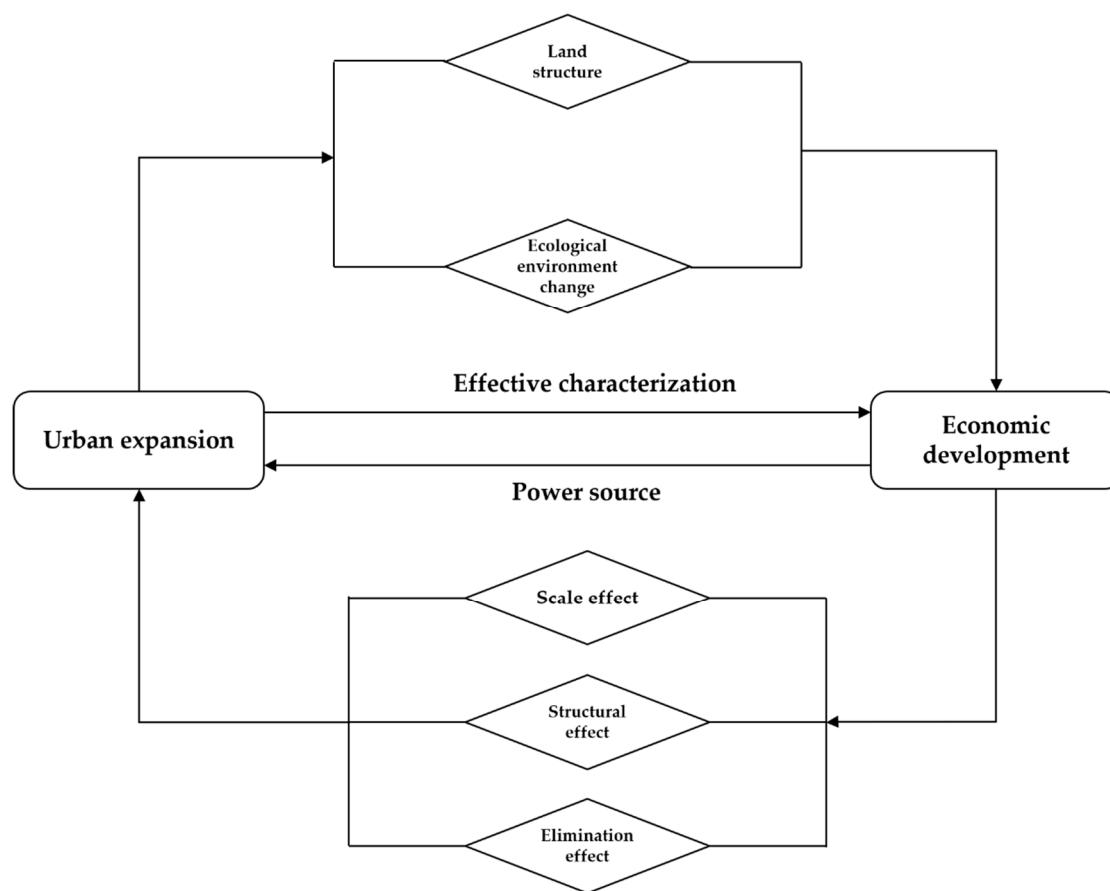 Land
structure
Ecological
environment
change
Effective characterization
Urban expansion
Economic
development
Power source
Scale effect
Structural
effect
Elimination
effect